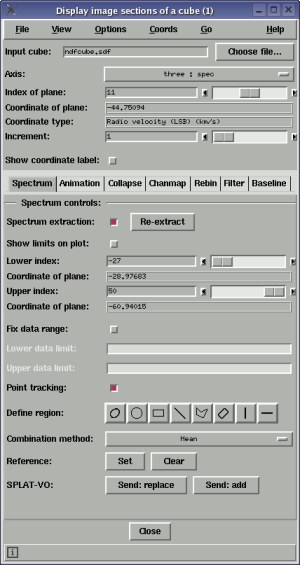 Display image sections of a cube (1)
File View Options Coords Go Help
Input cube: ndfcube.sdf Choose file...
Axis: three : spec
Index of plane: 11
Coordinate of plane: -44.75094
Coordinate type: Radio velocity (LSB) (km/s)
Increment: 1
Show coordinate label:
Spectrum Animation Collapse Chanmap Rebin Filter Baseline
Spectrum controls:
Spectrum extraction: Re-extract
Show limits on plot:
Lower index: -27
Coordinate of plane: -28.97683
Upper index: 50
Coordinate of plane: -60.94015
Fix data range:
Lower data limit:
Upper data limit:
Point tracking:
Define region:
Combination method: Mean
Reference: Set Clear
SPLAT-VO: Send: replace Send: add
Close